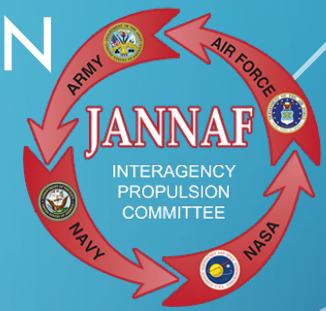 N
ARMY
AIR FORCE
JANNAF
INTERAGENCY
PROPULSION
COMMITTEE
NAVY
NASA